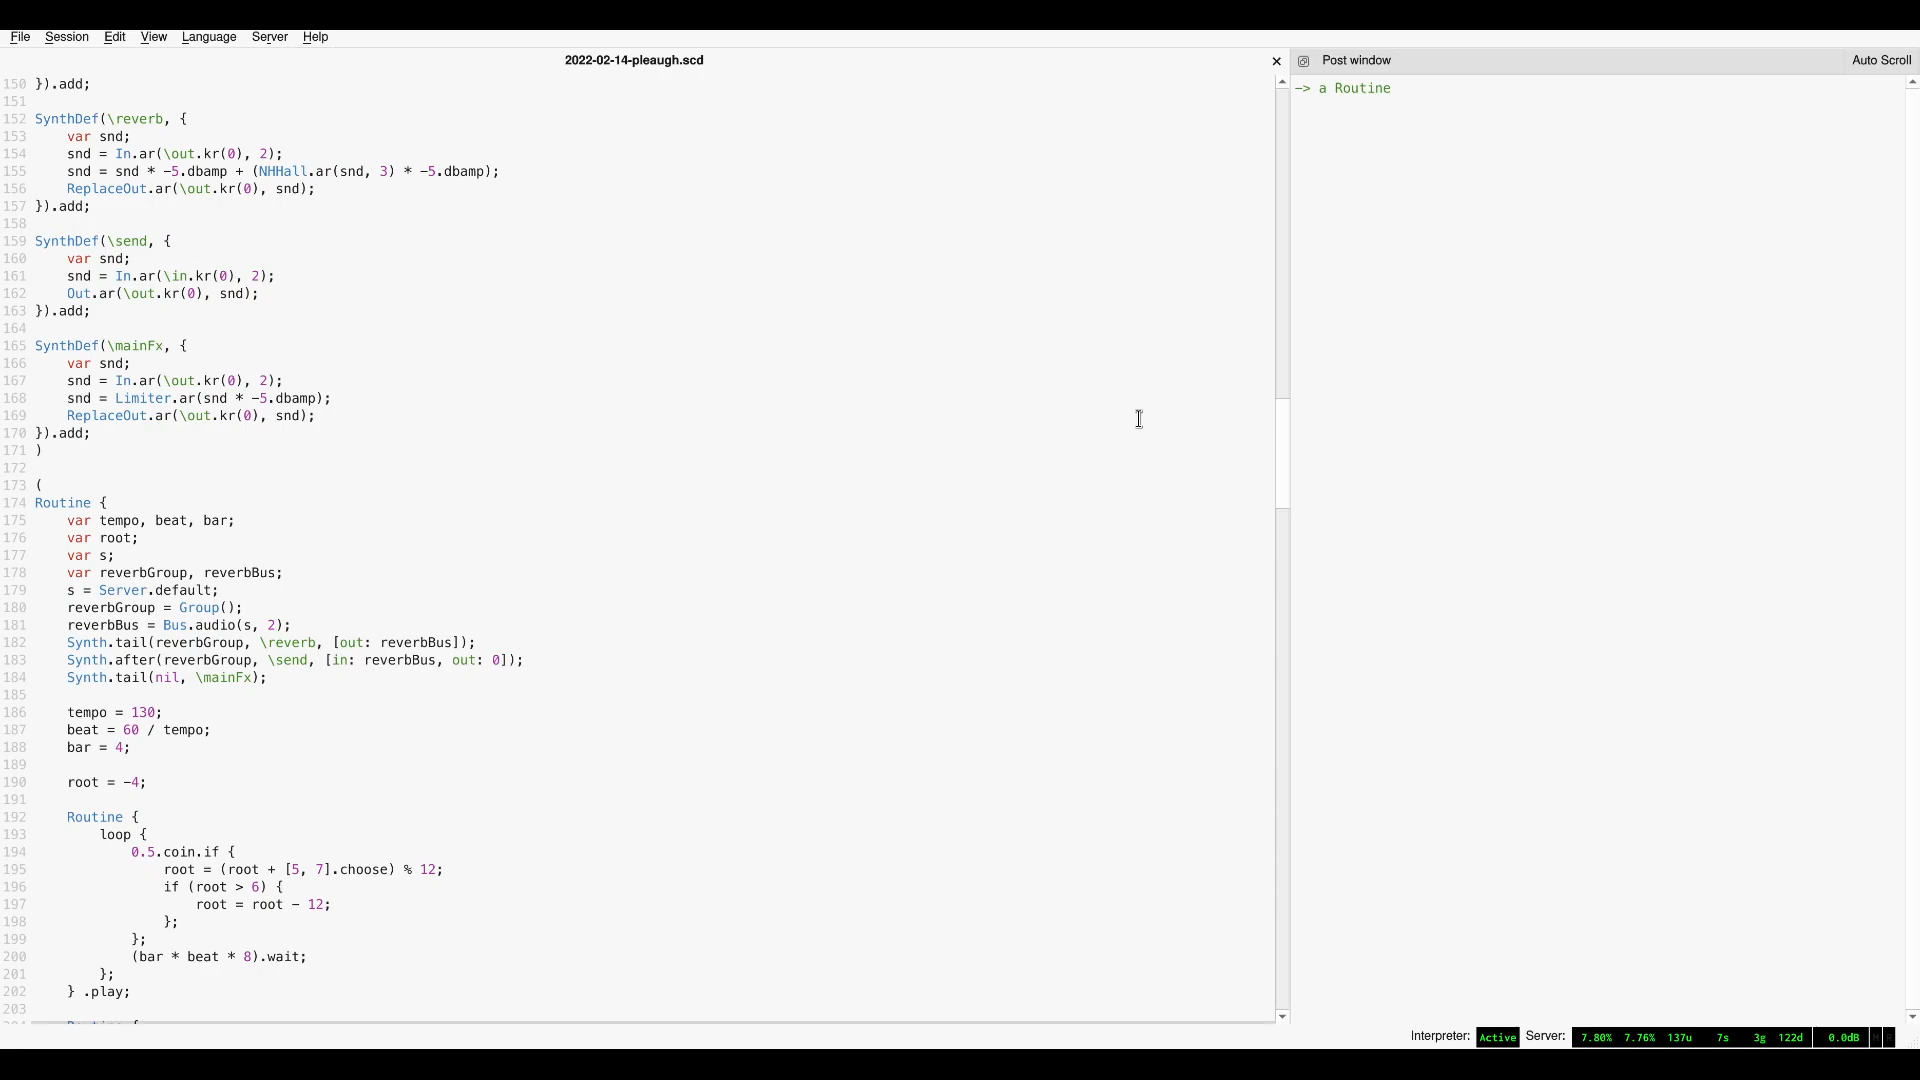 File Session Edit View Language Server Help
2022-02-14-pleaugh.scd ×
Post window Auto Scroll
-> a Routine
150 }).add;
151
152 SynthDef(\reverb, {
153     var snd;
154     snd = In.ar(\out.kr(0), 2);
155     snd = snd * -5.dbamp + (NHHall.ar(snd, 3) * -5.dbamp);
156     ReplaceOut.ar(\out.kr(0), snd);
157 }).add;
158
159 SynthDef(\send, {
160     var snd;
161     snd = In.ar(\in.kr(0), 2);
162     Out.ar(\out.kr(0), snd);
163 }).add;
164
165 SynthDef(\mainFx, {
166     var snd;
167     snd = In.ar(\out.kr(0), 2);
168     snd = Limiter.ar(snd * -5.dbamp);
169     ReplaceOut.ar(\out.kr(0), snd);
170 }).add;
171 )
172
173 (
174 Routine {
175     var tempo, beat, bar;
176     var root;
177     var s;
178     var reverbGroup, reverbBus;
179     s = Server.default;
180     reverbGroup = Group();
181     reverbBus = Bus.audio(s, 2);
182     Synth.tail(reverbGroup, \reverb, [out: reverbBus]);
183     Synth.after(reverbGroup, \send, [in: reverbBus, out: 0]);
184     Synth.tail(nil, \mainFx);
185
186     tempo = 130;
187     beat = 60 / tempo;
188     bar = 4;
189
190     root = -4;
191
192     Routine {
193         loop {
194             0.5.coin.if {
195                 root = (root + [5, 7].choose) % 12;
196                 if (root > 6) {
197                     root = root - 12;
198                 };
199             };
200             (bar * beat * 8).wait;
201         };
202     } .play;
203
Interpreter: Active Server: 7.80% 7.76% 137u 7s 3g 122d 0.0dB